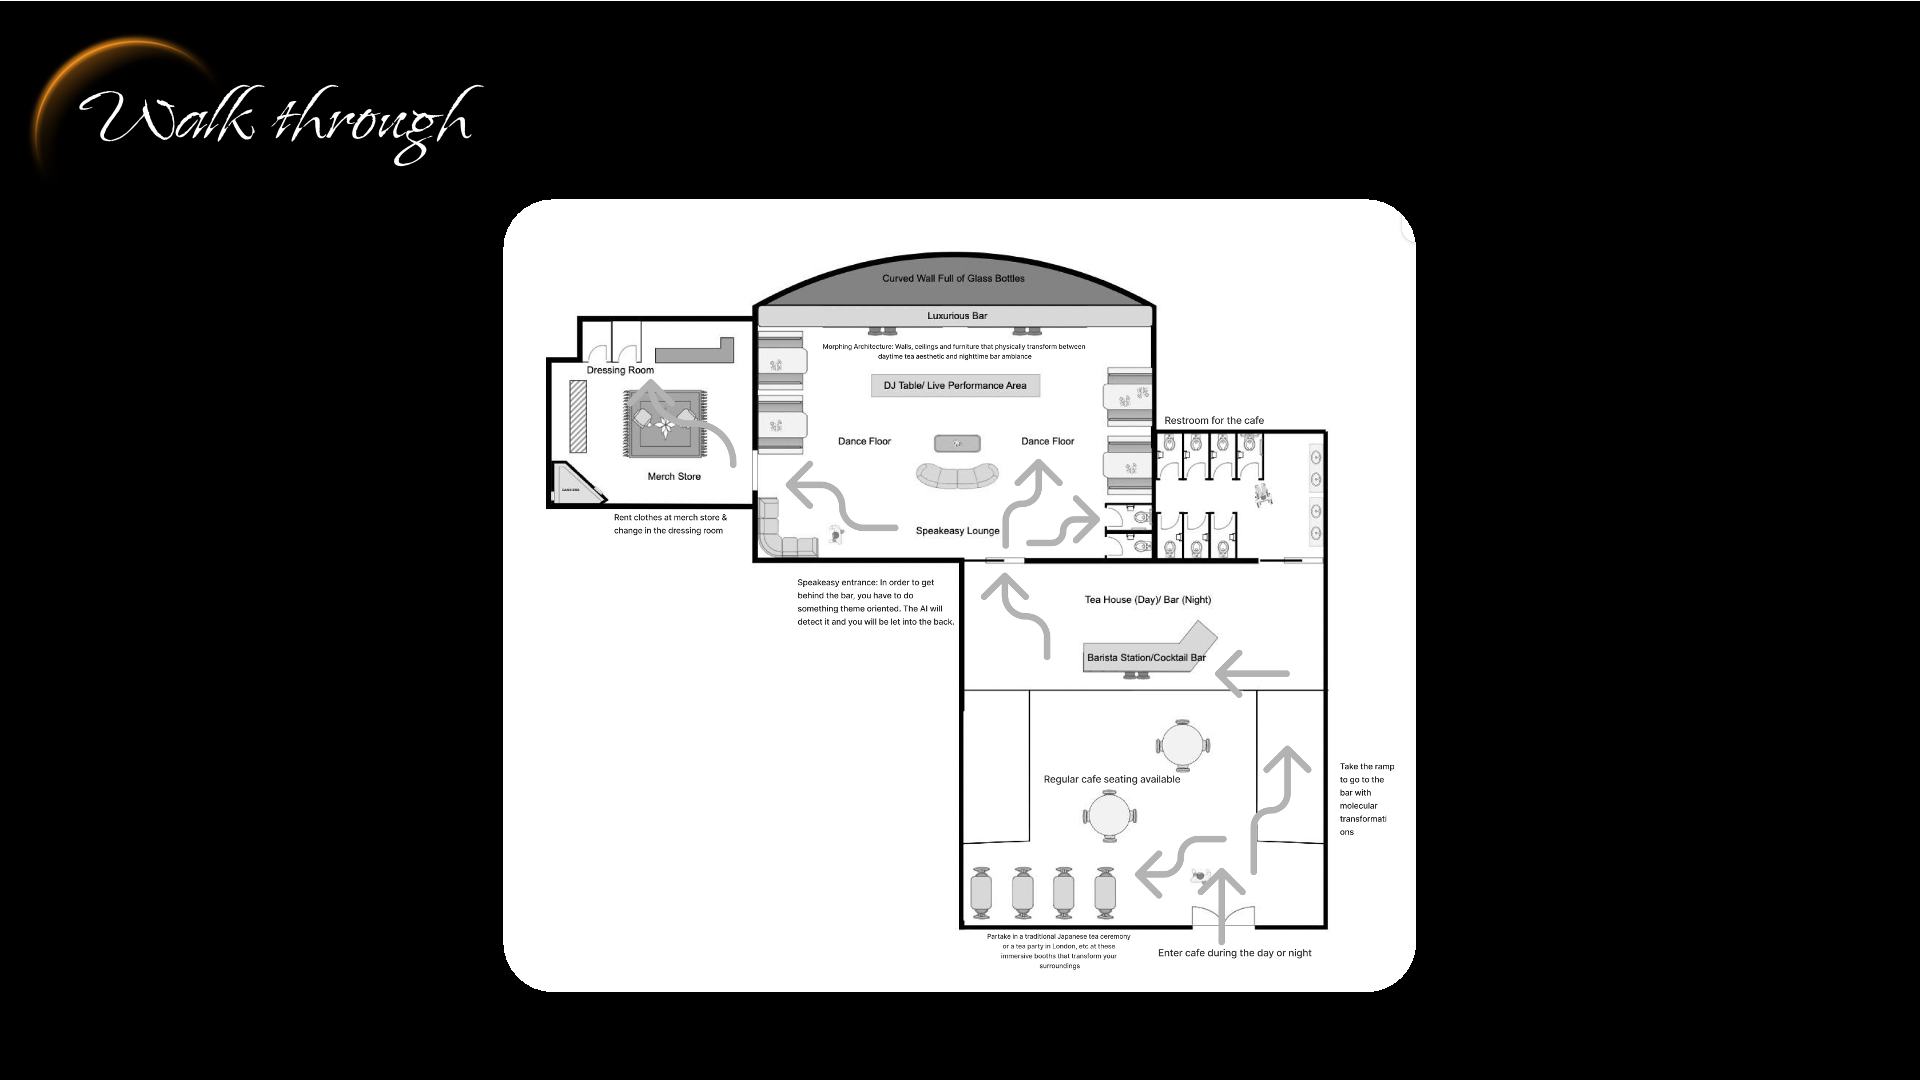 Walk through
Curved Wall Full of Glass Bottles
Luxurious Bar
Morphing Architecture: Walls, ceilings and furniture that physically transform between
daytime tea aesthetic and nighttime bar ambiance
Dressing Room
DJ Table/ Live Performance Area
Restroom for the cafe
Dance Floor
Dance Floor
Merch Store
Rent clothes at merch store &
change in the dressing room
Speakeasy Lounge
Speakeasy entrance: In order to get
behind the bar, you have to do
something theme oriented. The AI will
detect it and you will be let into the back.
Tea House (Day)/ Bar (Night)
Barista Station/Cocktail Bar
Regular cafe seating available
Take the ramp
to go to the
bar with
molecular
transformati
ons
Partake in a traditional Japanese tea ceremony
or a tea party in London, etc at these
immersive booths that transform your
surroundings
Enter cafe during the day or night